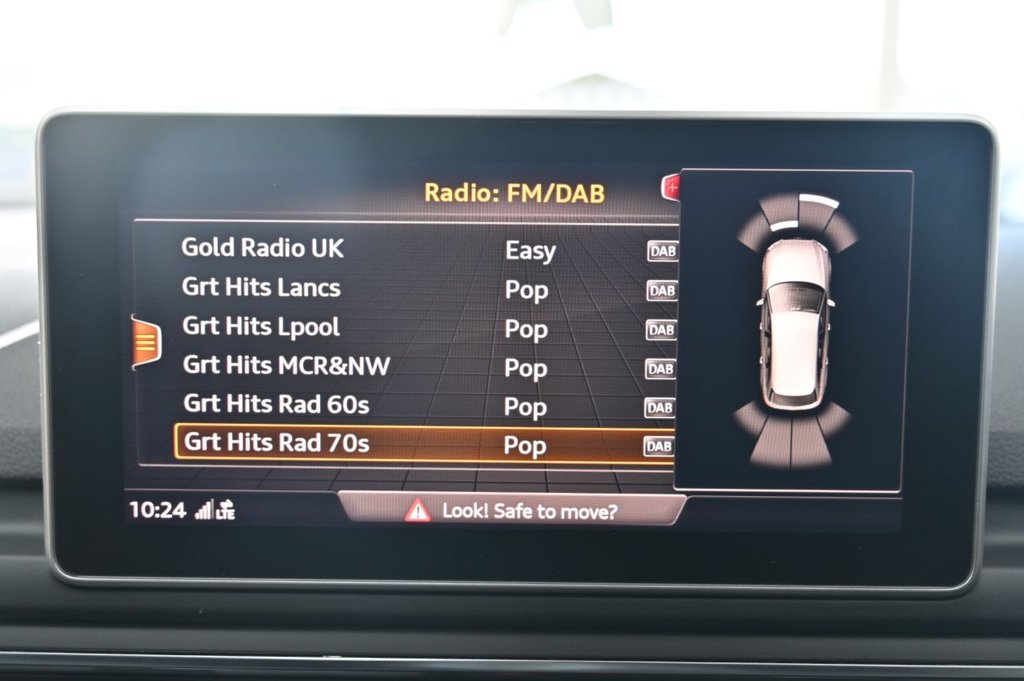 Radio: FM/DAB
Gold Radio UK Easy DAB
Grt Hits Lancs Pop DAB
Grt Hits Lpool Pop DAB
Grt Hits MCR&NW Pop DAB
Grt Hits Rad 60s Pop DAB
Grt Hits Rad 70s Pop DAB
10:24 LTE Look! Safe to move?